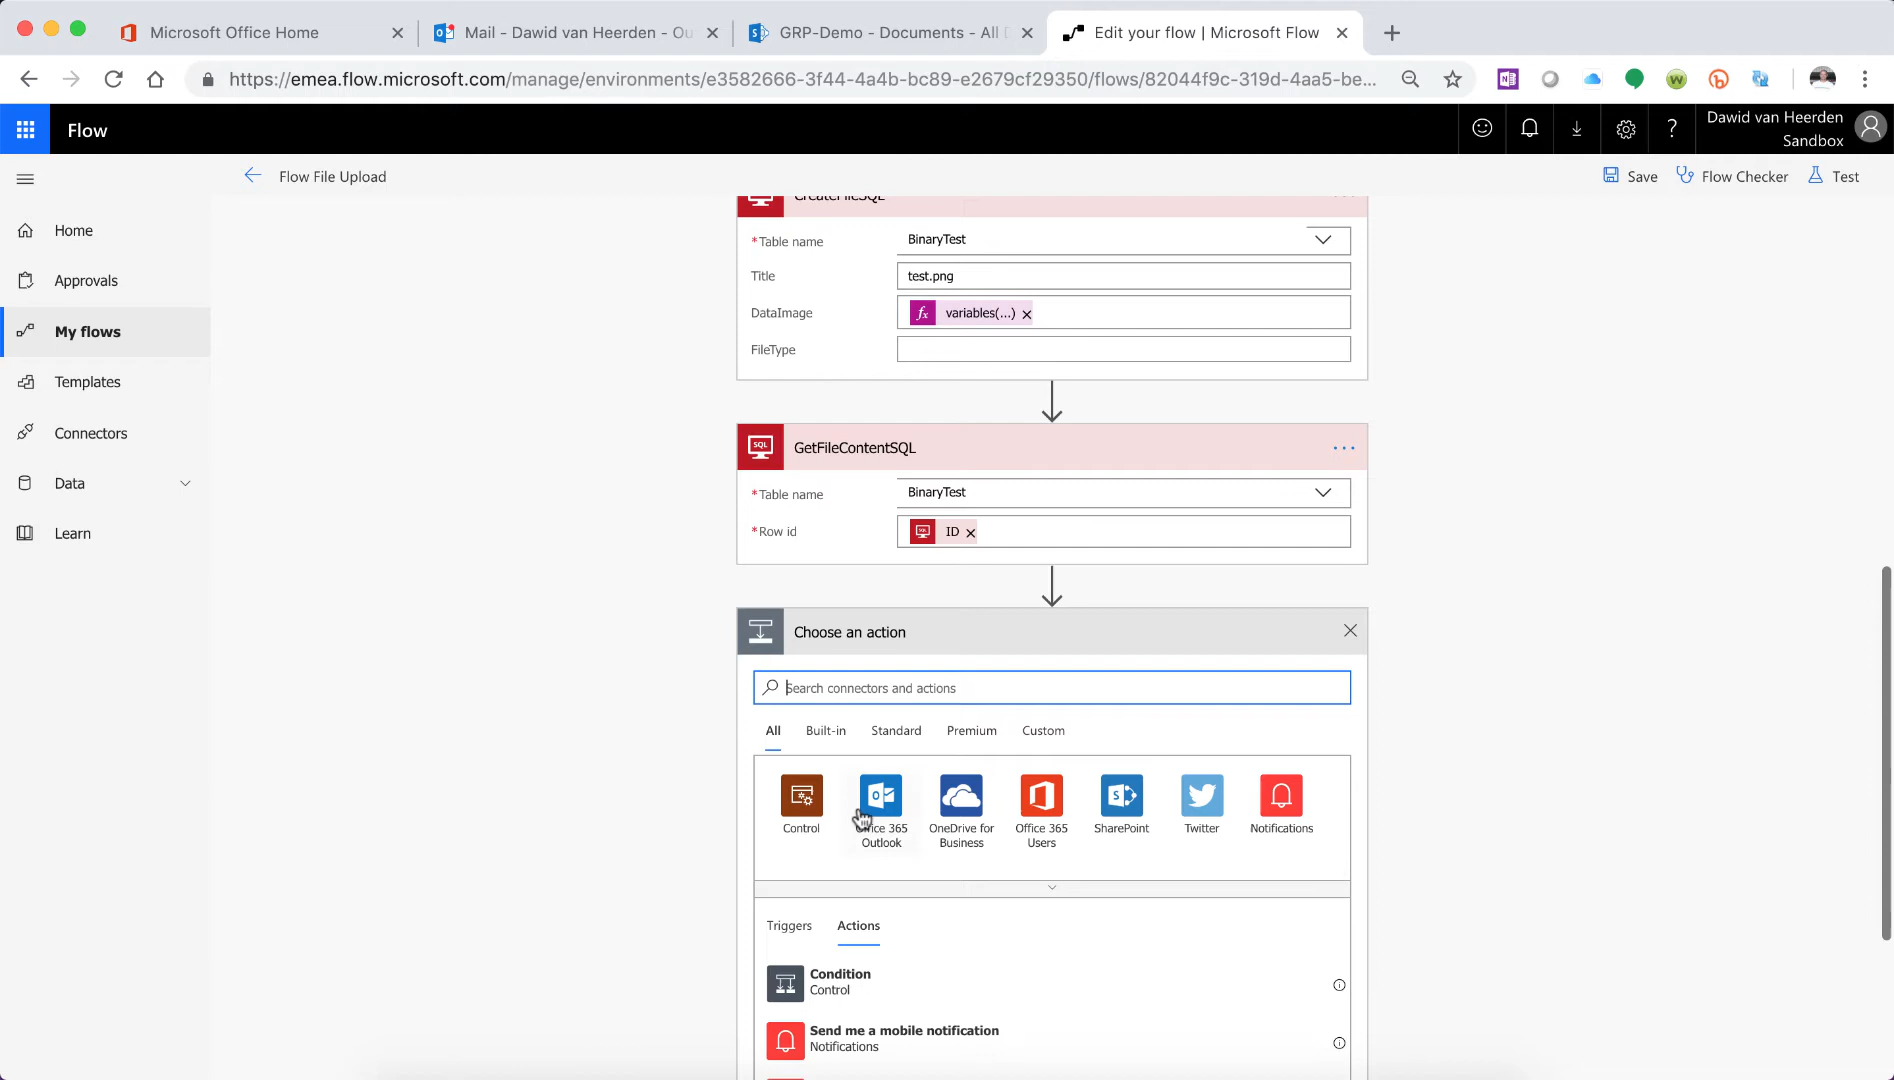 Microsoft Office Home
Mail - Dawid van Heerden - Ou
GRP-Demo - Documents - All D
Edit your flow | Microsoft Flow
https://emea.flow.microsoft.com/manage/environments/e3582666-3f44-4a4b-bc89-e2679cf29350/flows/82044f9c-319d-4aa5-be...
Flow
Dawid van Heerden
Sandbox
Flow File Upload
Save
Flow Checker
Test
Home
Approvals
My flows
Templates
Connectors
Data
Learn
CreateFileSQL
*Table name
BinaryTest
Title
test.png
DataImage
fx variables(...)
FileType
SQL GetFileContentSQL
*Table name
BinaryTest
*Row id
ID
Choose an action
Search connectors and actions
All Built-in Standard Premium Custom
Control
365
Outlook
OneDrive for
Business
Office 365
Users
SharePoint
Twitter
Notifications
Triggers Actions
Condition
Control
Send me a mobile notification
Notifications